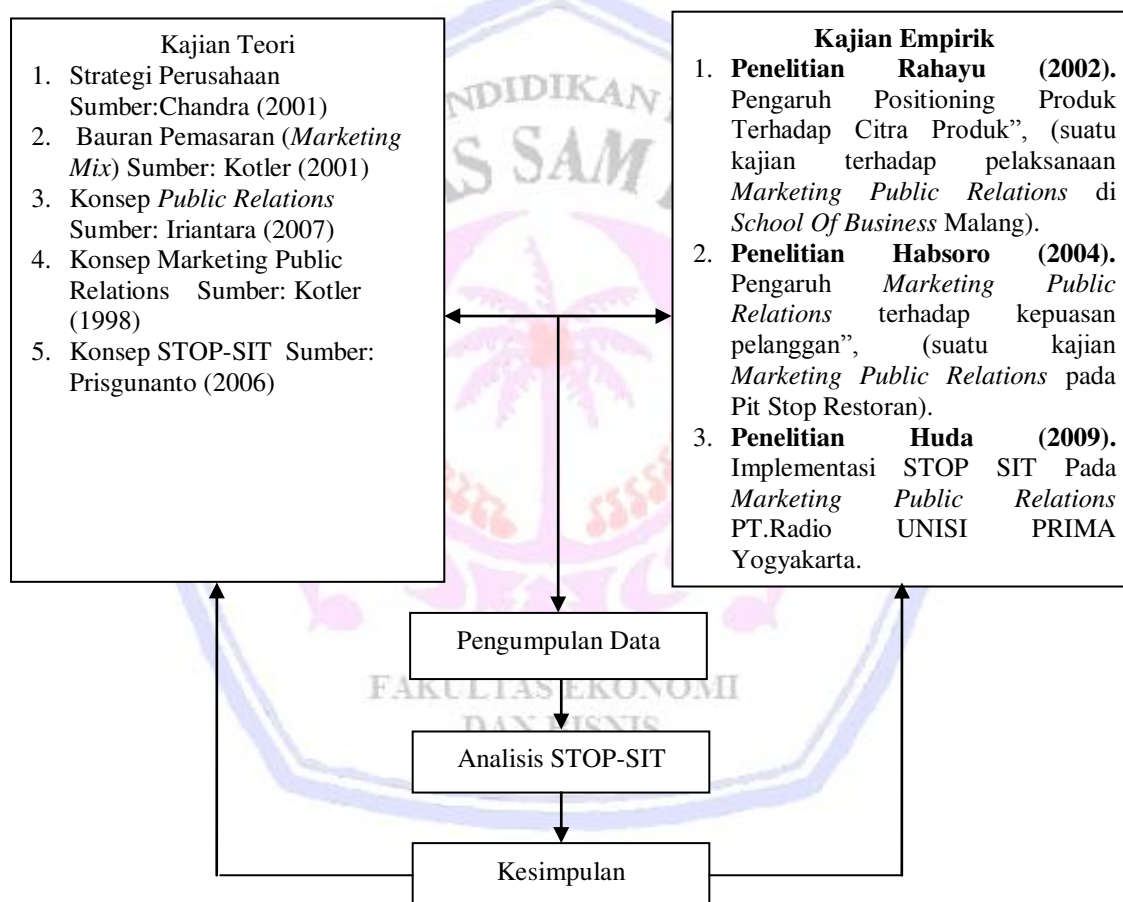 Kajian Teori
1. Strategi Perusahaan
Sumber:Chandra (2001)
2. Bauran Pemasaran (Marketing
Mix) Sumber: Kotler (2001)
3. Konsep Public Relations
Sumber: Iriantara (2007)
4. Konsep Marketing Public
Relations Sumber: Kotler
(1998)
5. Konsep STOP-SIT Sumber:
Prisgunanto (2006)
Kajian Empirik
1. Penelitian Rahayu (2002).
Pengaruh Positioning Produk
Terhadap Citra Produk”, (suatu
kajian terhadap pelaksanaan
Marketing Public Relations di
School Of Business Malang).
2. Penelitian Habsoro (2004).
Pengaruh Marketing Public
Relations terhadap kepuasan
pelanggan”, (suatu kajian
Marketing Public Relations pada
Pit Stop Restoran).
3. Penelitian Huda (2009).
Implementasi STOP SIT Pada
Marketing Public Relations
PT.Radio UNISI PRIMA
Yogyakarta.
Pengumpulan Data
FAKULTAS EKONOMI
DAN BISNIS
Analisis STOP-SIT
Kesimpulan